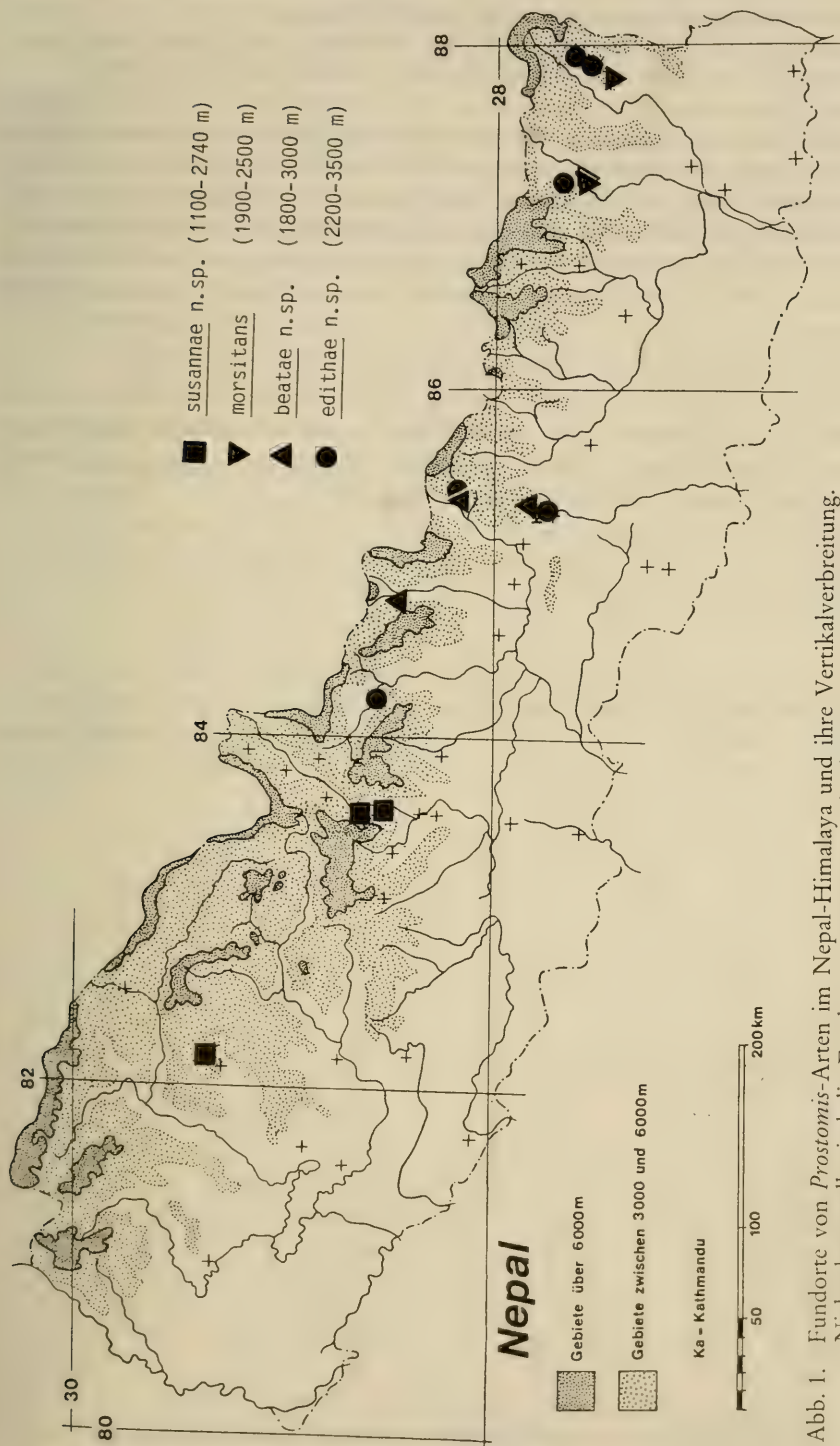 susannae n.sp. (1100-2740 m)
morsitans (1900-2500 m)
beatae n.sp. (1800-3000 m)
edithae n.sp. (2200-3500 m)
88
28
86
84
82
30
80
Nepal
Gebiete über 6000m
Gebiete zwischen 3000 und 6000m
Ka = Kathmandu
50 100 200km
Abb. 1. Fundorte von Prostomis-Arten im Nepal-Himalaya und ihre Vertikalverbreitung.